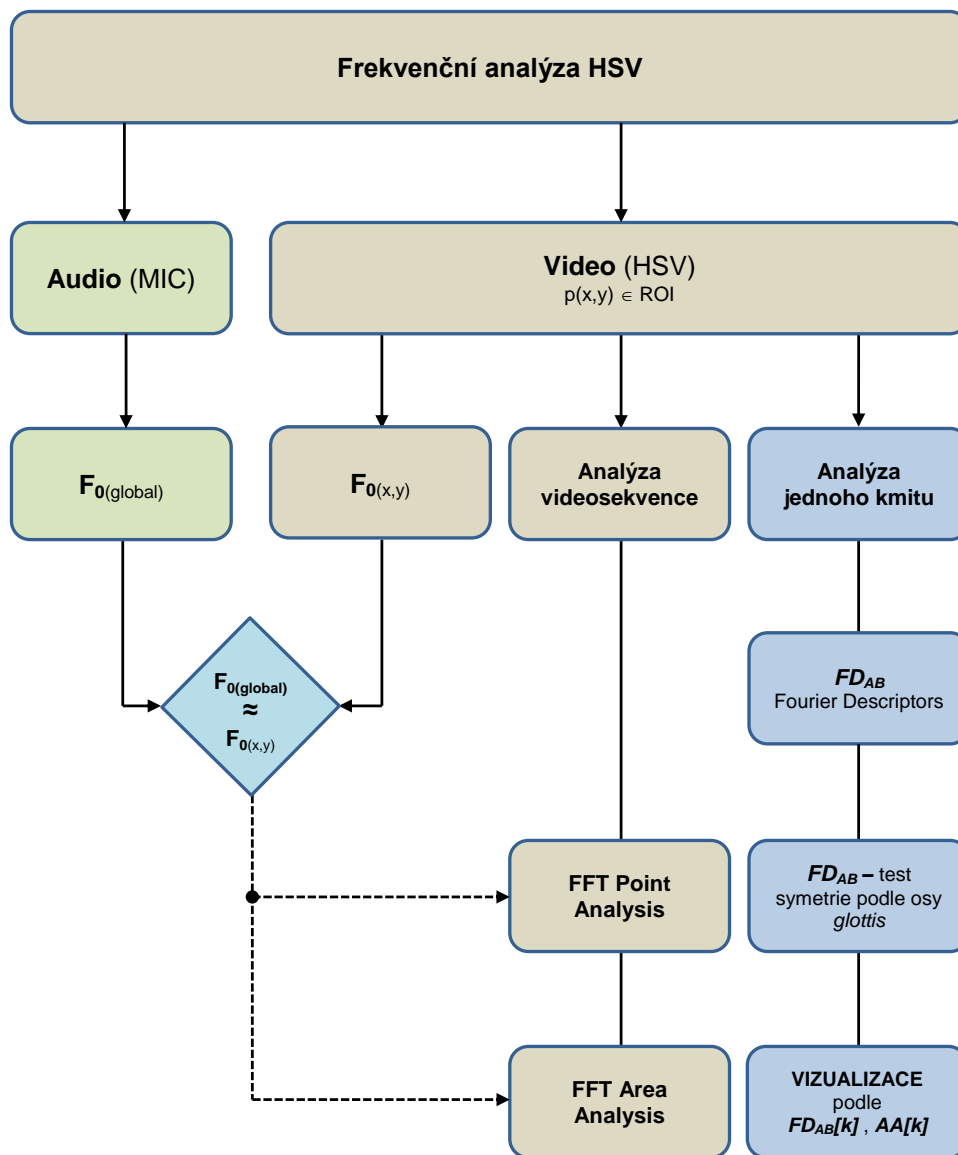 Frekvenční analýza HSV
Audio (MIC)
Video (HSV)
p(x,y) ∈ ROI
F0(global)
F0(x,y)
Analýza
videosekvence
Analýza
jednoho kmitu
F0(global)
≈
F0(x,y)
FDAB
Fourier Descriptors
FFT Point
Analysis
FDAB – test
symetrie podle osy
glottis
FFT Area
Analysis
VIZUALIZACE
podle
FDAB[k] , AA[k]